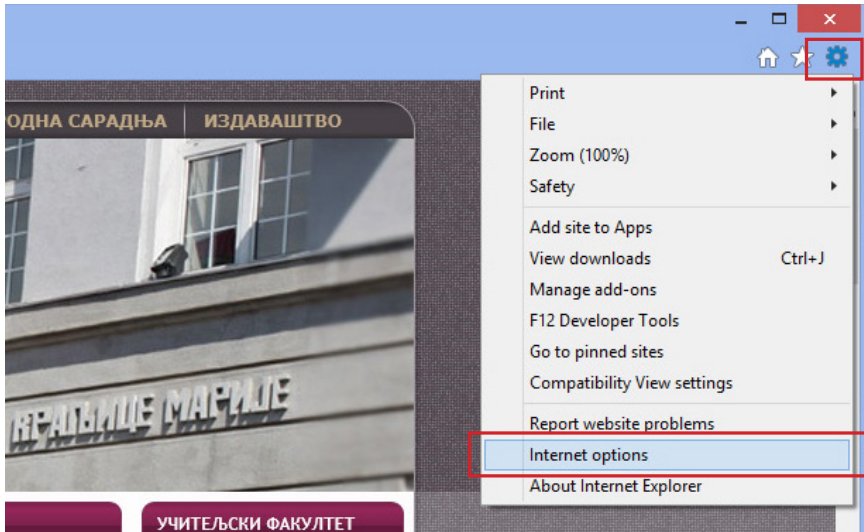 ОДНА САРАДЊА ИЗДАВАШТВО
КРАЉИЦЕ МАРИЈЕ
УЧИТЕЉСКИ ФАКУЛТЕТ
Print
File
Zoom (100%)
Safety
Add site to Apps
View downloads Ctrl+J
Manage add-ons
F12 Developer Tools
Go to pinned sites
Compatibility View settings
Report website problems
Internet options
About Internet Explorer